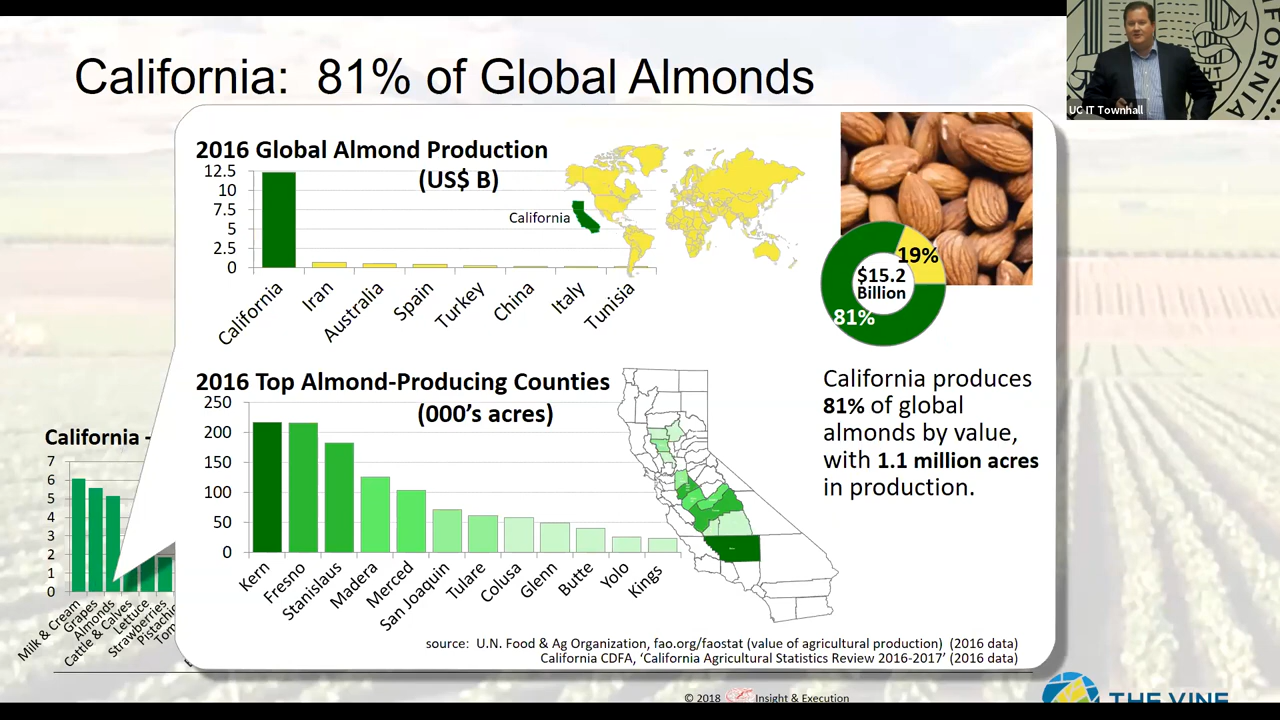 California:  81% of Global Almonds
UC IT Townhall
2016 Global Almond Production
(US$ B)
12.5
10
7.5
5
2.5
0
California
California
Iran
Australia
Spain
Turkey
China
Italy
Tunisia
19%
$15.2
Billion
81%
2016 Top Almond-Producing Counties
(000's acres)
250
200
150
100
50
0
Kern
Fresno
Stanislaus
Madera
Merced
San Joaquin
Tulare
Colusa
Glenn
Butte
Yolo
Kings
California produces
81% of global
almonds by value,
with 1.1 million acres
in production.
California -
7
6
5
4
3
2
1
0
Milk & Cream
Grapes
Almonds
Cattle & Calves
Lettuce
Strawberries
source:  U.N. Food & Ag Organization, fao.org/faostat (value of agricultural production)  (2016 data)
California CDFA, 'California Agricultural Statistics Review 2016-2017' (2016 data)
© 2018
Insight & Execution
THE VINE